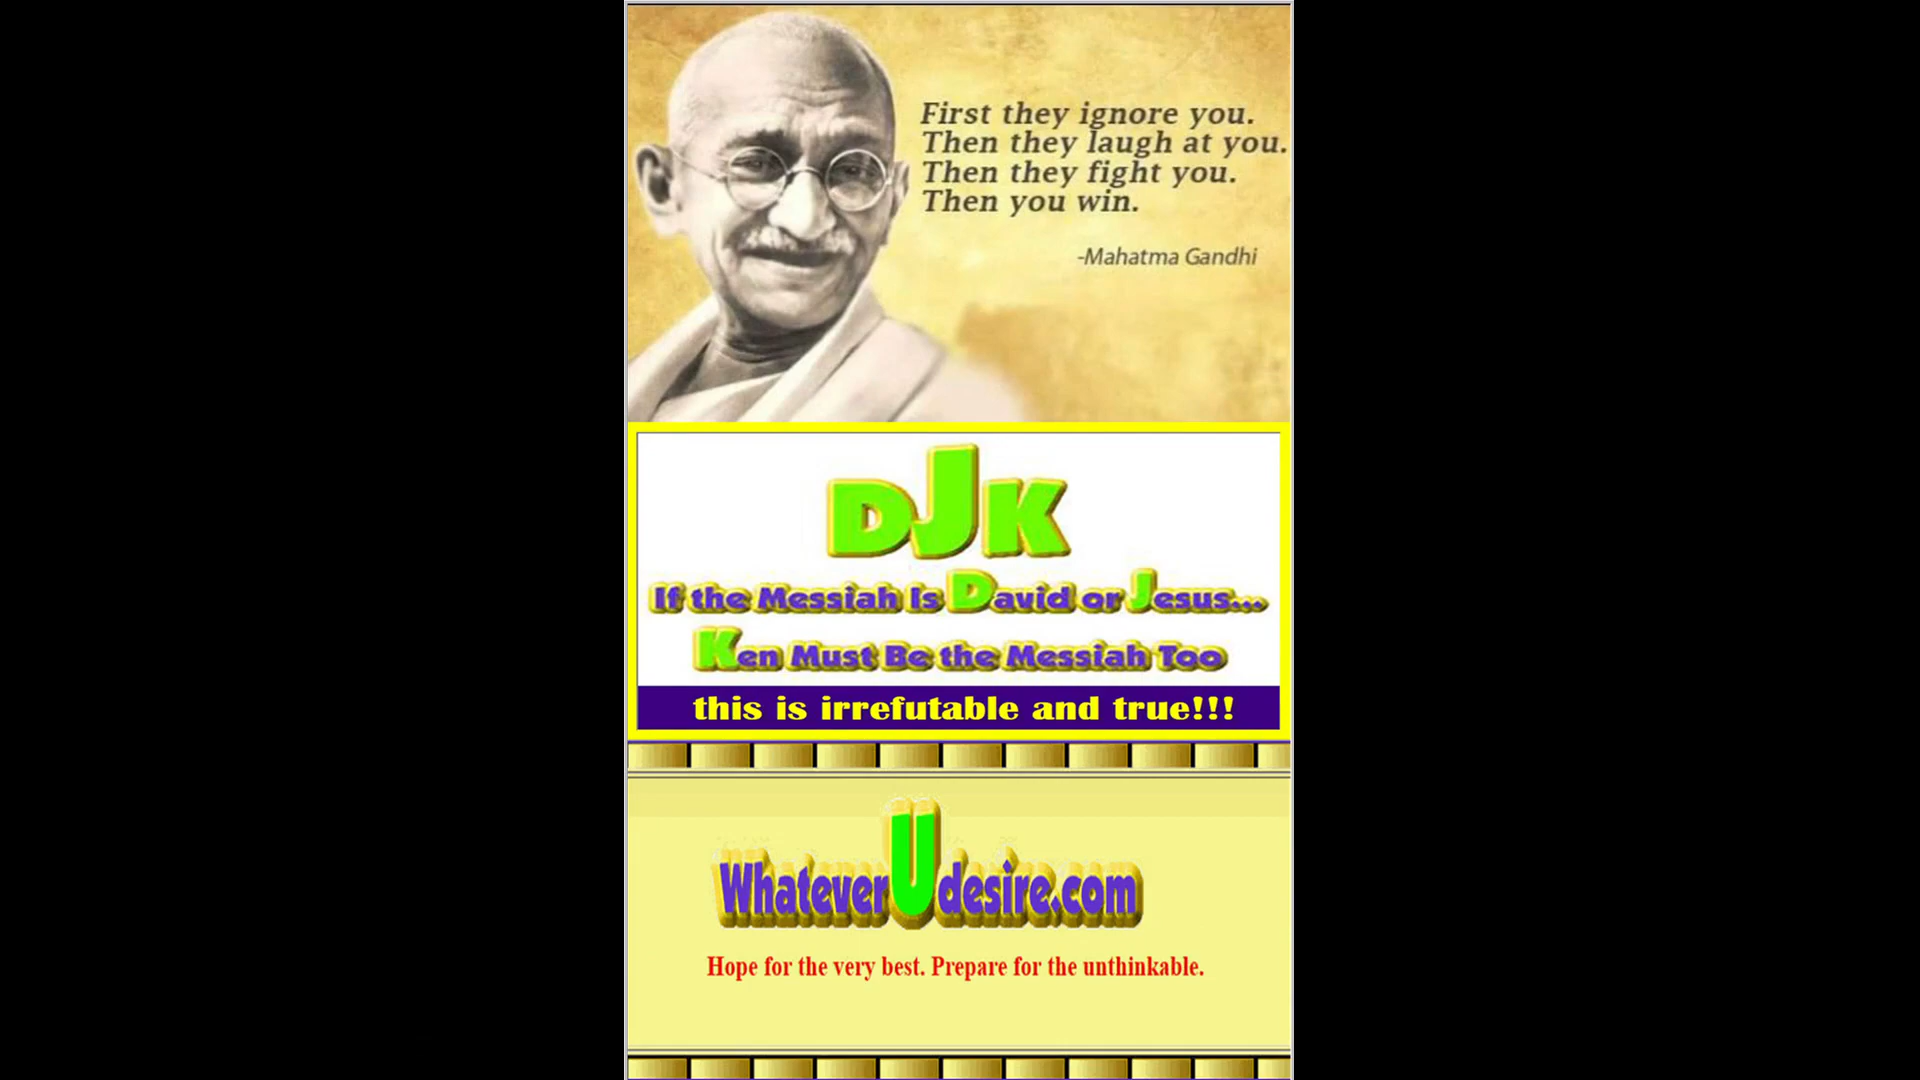 First they ignore you.
Then they laugh at you.
Then they fight you.
Then you win.
-Mahatma Gandhi
DJK
If the Messiah Is David or Jesus...
Ken Must Be the Messiah Too
this is irrefutable and true!!!
WhateverUdesire.com
Hope for the very best. Prepare for the unthinkable.